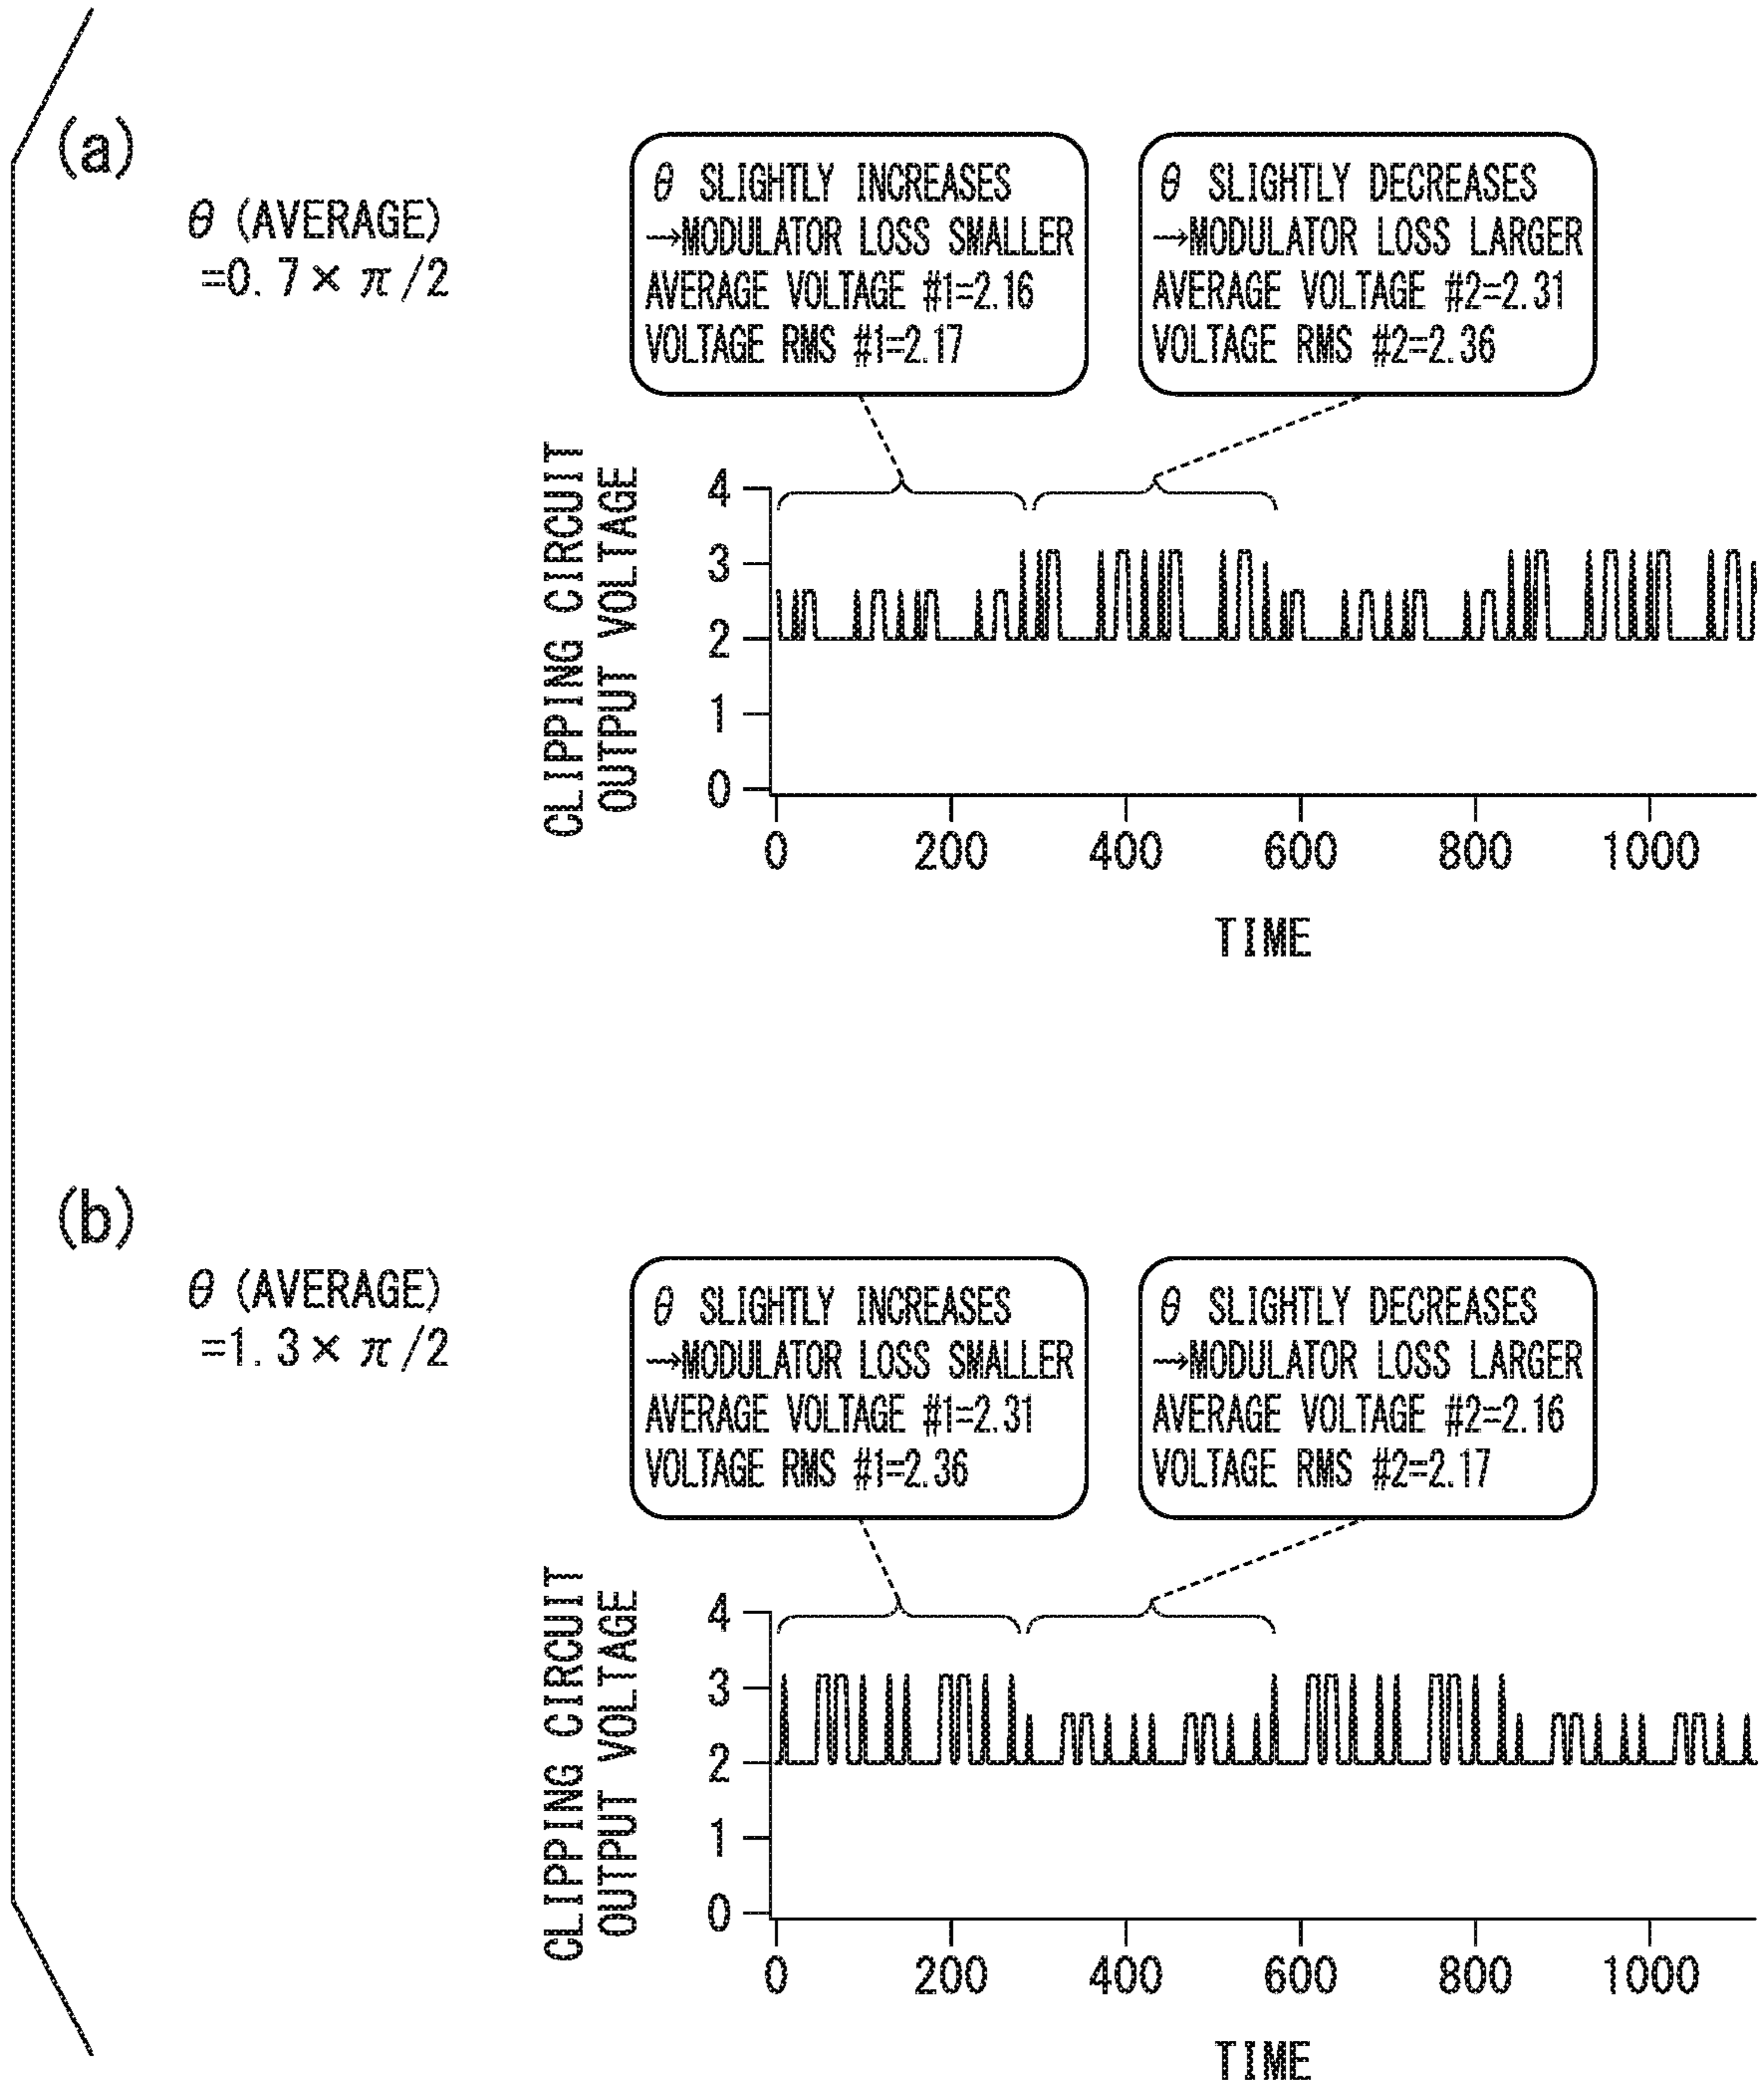 (a)
θ (AVERAGE)
=0.7× π/2
θ SLIGHTLY INCREASES
→MODULATOR LOSS SMALLER
AVERAGE VOLTAGE #1=2.16
VOLTAGE RMS #1=2.17
θ SLIGHTLY DECREASES
→MODULATOR LOSS LARGER
AVERAGE VOLTAGE #2=2.31
VOLTAGE RMS #2=2.36
CLIPPING CIRCUIT
OUTPUT VOLTAGE
4
3
2
1
0
0 200 400 600 800 1000
TIME
(b)
θ (AVERAGE)
=1.3× π/2
θ SLIGHTLY INCREASES
→MODULATOR LOSS SMALLER
AVERAGE VOLTAGE #1=2.31
VOLTAGE RMS #1=2.36
θ SLIGHTLY DECREASES
→MODULATOR LOSS LARGER
AVERAGE VOLTAGE #2=2.16
VOLTAGE RMS #2=2.17
CLIPPING CIRCUIT
OUTPUT VOLTAGE
4
3
2
1
0
0 200 400 600 800 1000
TIME